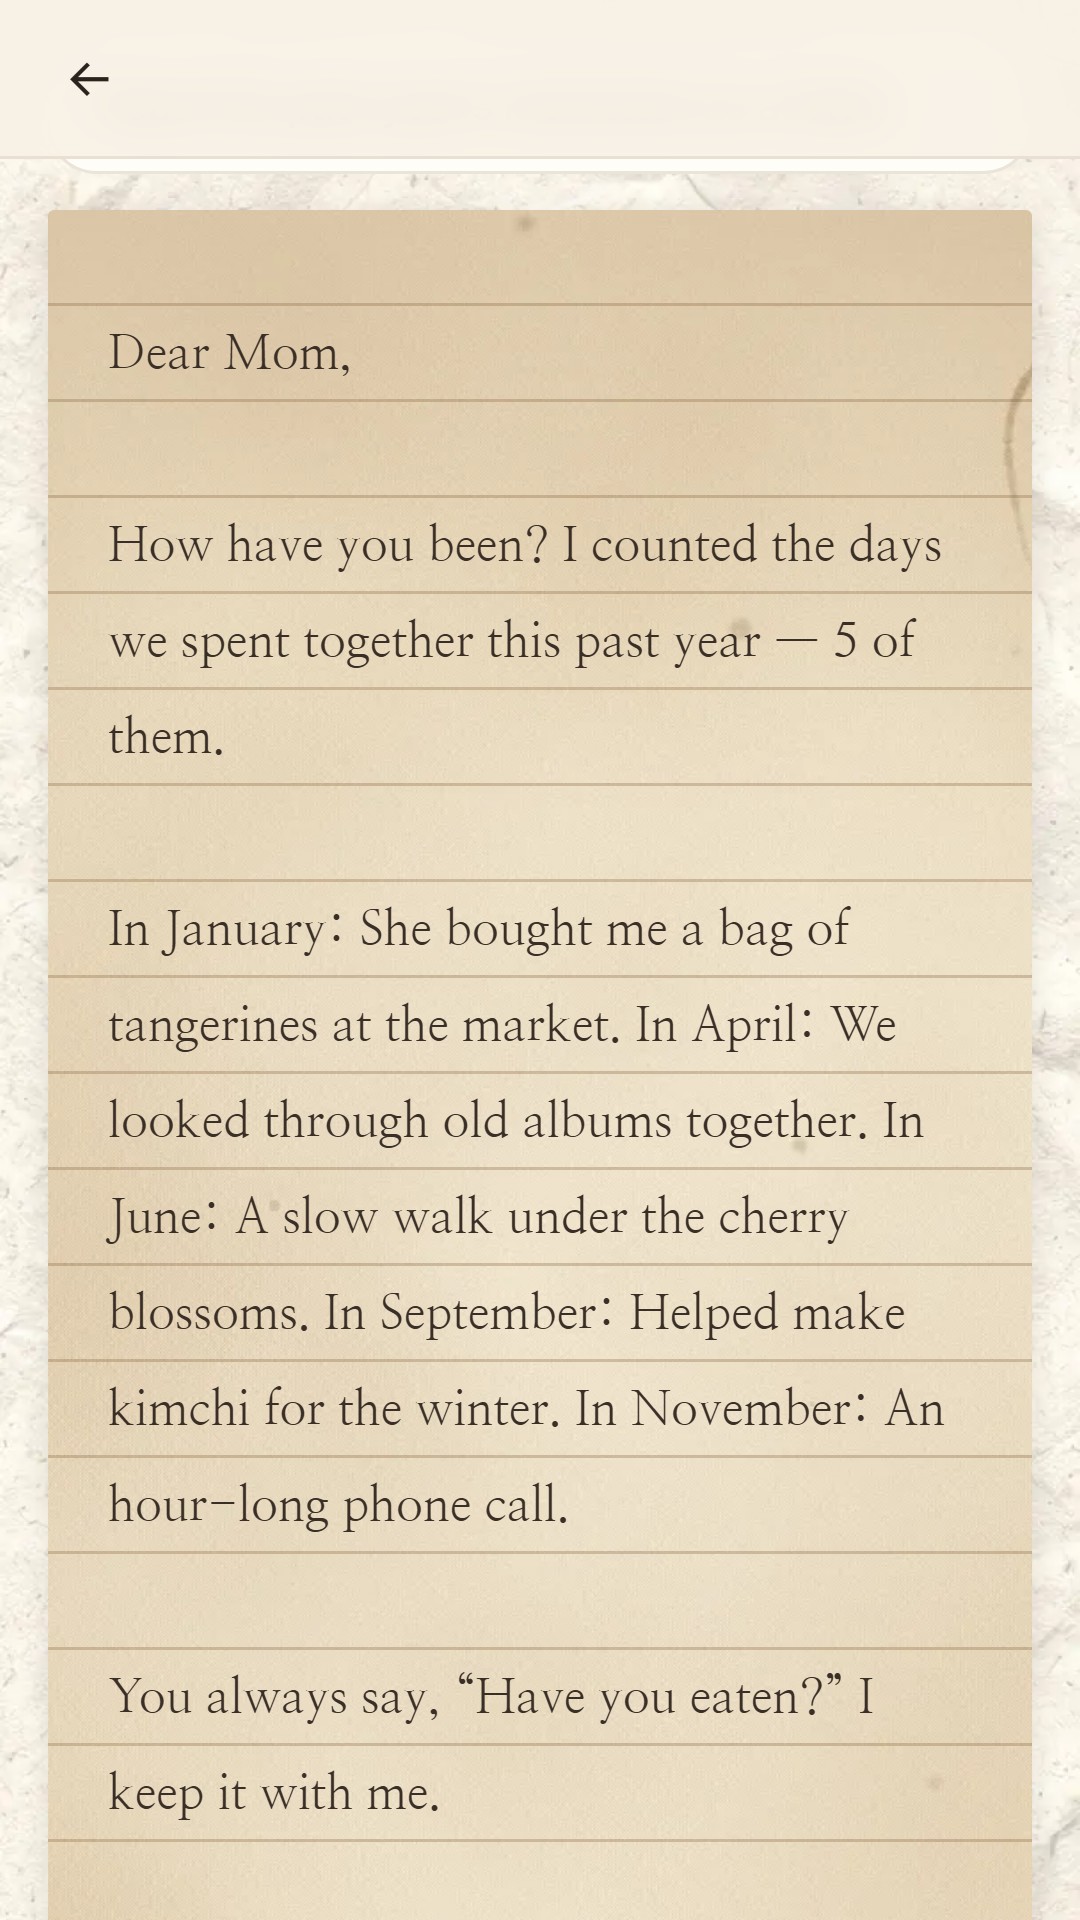 Dear Mom,
How have you been? I counted the days
we spent together this past year — 5 of
them.
In January: She bought me a bag of
tangerines at the market. In April: We
looked through old albums together. In
June: A slow walk under the cherry
blossoms. In September: Helped make
kimchi for the winter. In November: An
hour-long phone call.
You always say, “Have you eaten?” I
keep it with me.